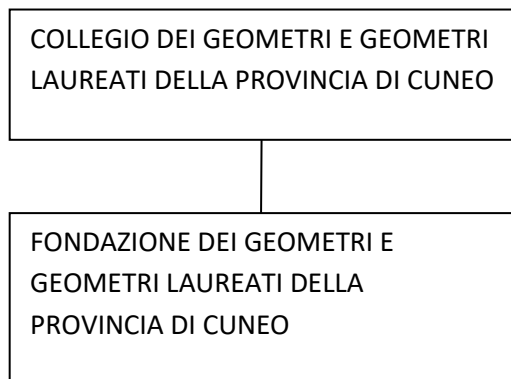 COLLEGIO DEI GEOMETRI E GEOMETRI
LAUREATI DELLA PROVINCIA DI CUNEO
FONDAZIONE DEI GEOMETRI E
GEOMETRI LAUREATI DELLA
PROVINCIA DI CUNEO